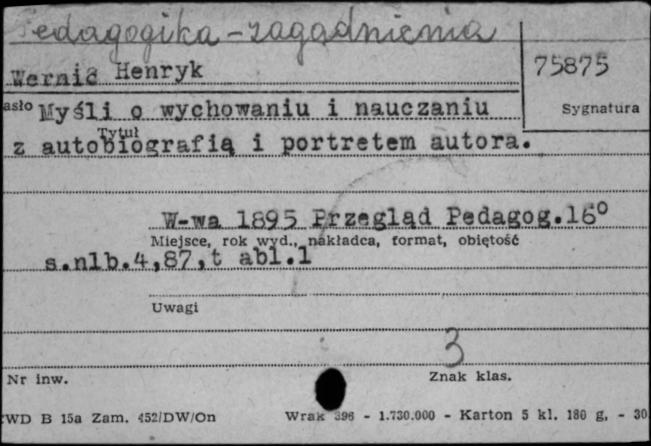 Pedagogika - zagadnienia
Wernic Henryk
75875
asło Myśli o wychowaniu i nauczaniu
Sygnatura
Tytuł
z autobiografią i portretem autora.
W-wa 1895 Przegląd Pedagog.16°
Miejsce, rok wyd., nakładca, format, obiętość
s.nlb.4,87,t abl.1
Uwagi
3
Nr inw.
Znak klas.
WD B 15a Zam. 452/DW/On Wrak 396 - 1.730.000 - Karton 5 kl. 180 g, - 30